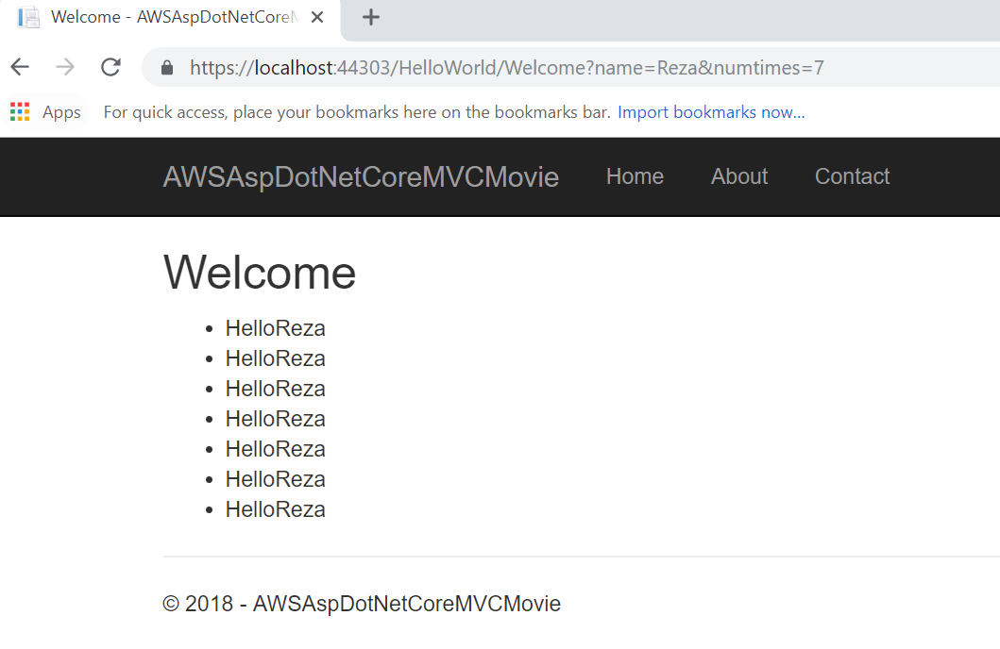 Welcome - AWSAspDotNetCoreM
https://localhost:44303/HelloWorld/Welcome?name=Reza&numtimes=7
Apps For quick access, place your bookmarks here on the bookmarks bar. Import bookmarks now...
AWSAspDotNetCoreMVCMovie Home About Contact
Welcome
• HelloReza
• HelloReza
• HelloReza
• HelloReza
• HelloReza
• HelloReza
• HelloReza
© 2018 - AWSAspDotNetCoreMVCMovie